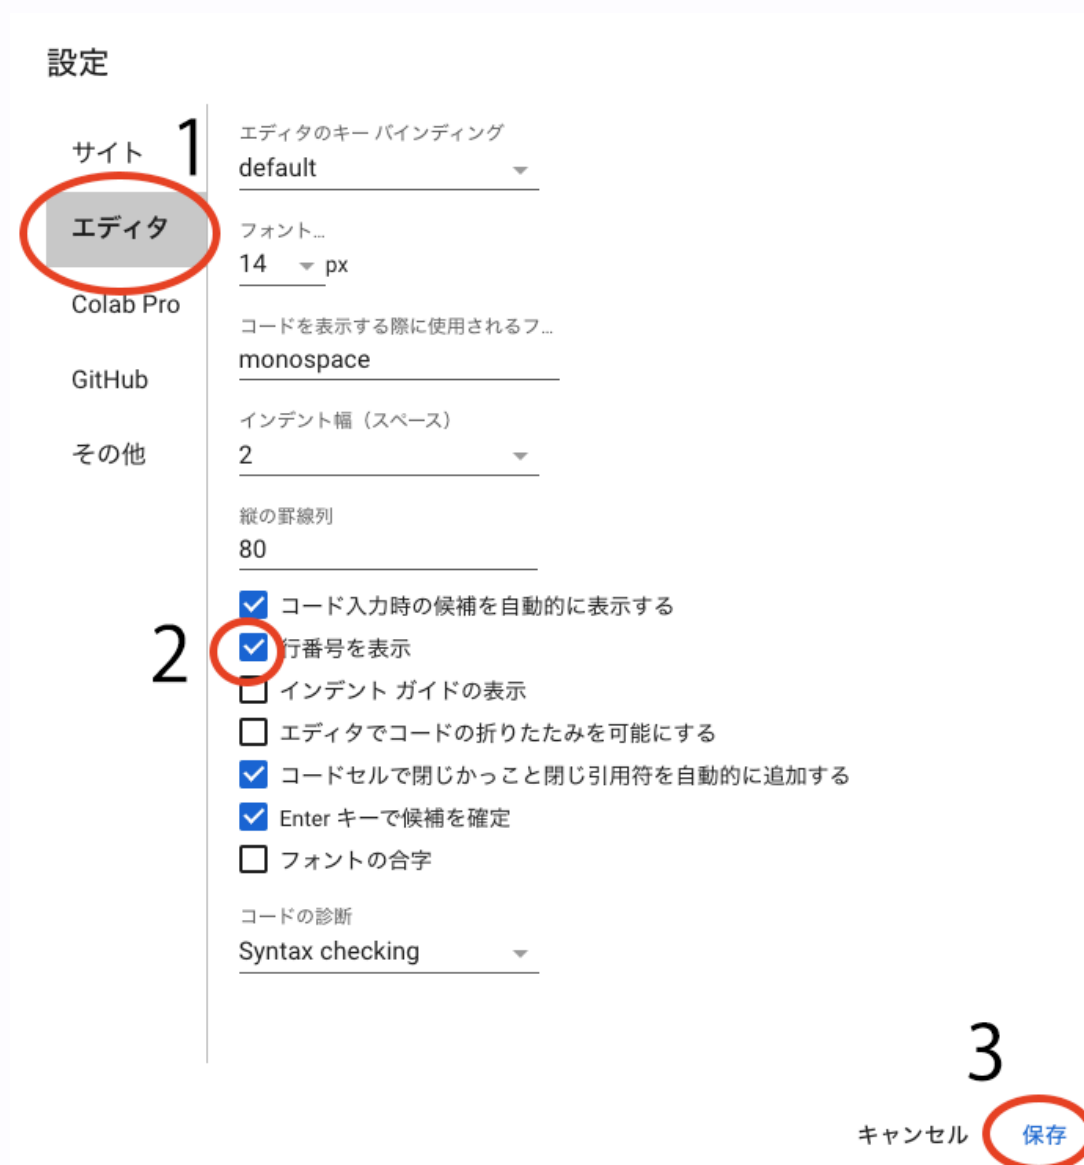 設定
サイト
1
エディタ
Colab Pro
GitHub
その他
エディタのキー バインディング
default
フォント...
14 px
コードを表示する際に使用されるフ...
monospace
インデント幅（スペース）
2
縦の罫線列
80
コード入力時の候補を自動的に表示する
2
行番号を表示
インデント ガイドの表示
エディタでコードの折りたたみを可能にする
コードセルで閉じかっこと閉じ引用符を自動的に追加する
Enter キーで候補を確定
フォントの合字
コードの診断
Syntax checking
3
キャンセル 保存